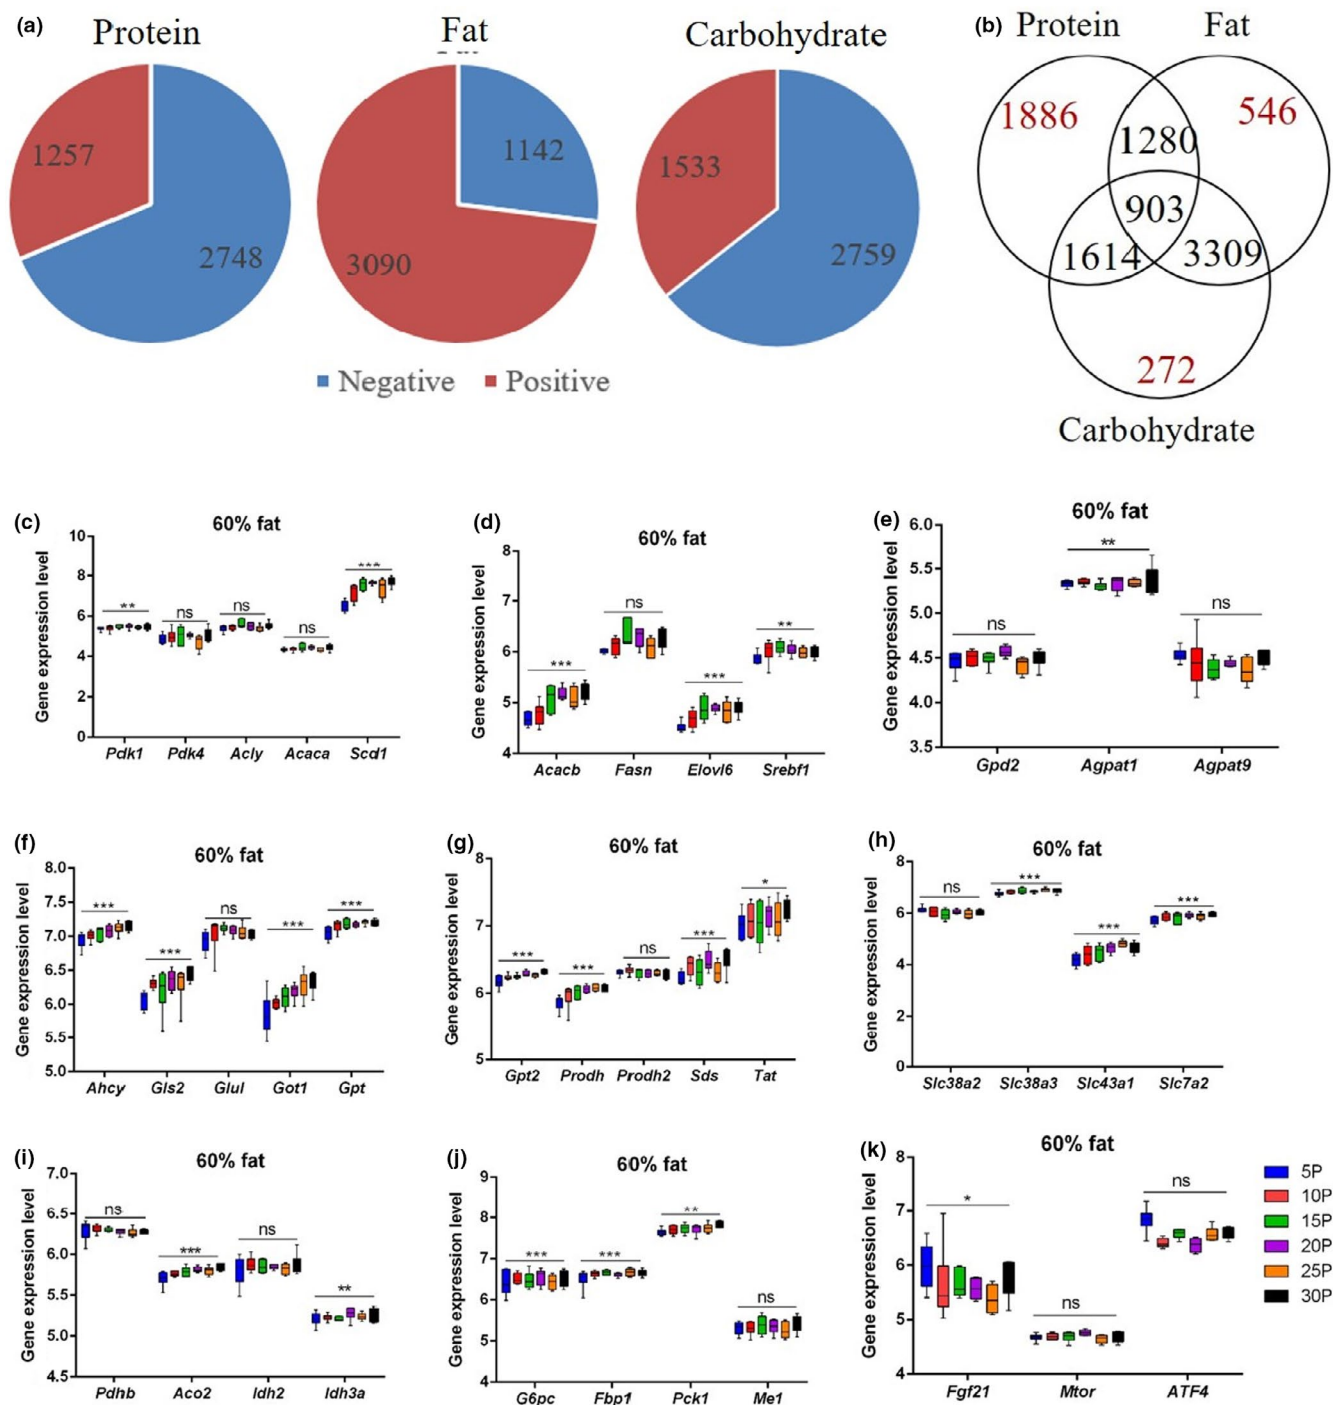 (a)
Protein
Fat
Carbohydrate
1257
2748
1142
3090
1533
2759
Negative
Positive
(b)
Protein
Fat
1886
546
1280
903
1614
3309
272
Carbohydrate
(c)
60% fat
Gene expression level
10
8
6
4
2
0
**
ns
ns
ns
***
Pdk1
Pdk4
Acly
Acaca
Scd1
(d)
60% fat
Gene expression level
8
7
6
5
4
***
ns
***
**
Acacb
Fasn
Elovl6
Srebf1
(e)
60% fat
Gene expression level
6.0
5.5
5.0
4.5
4.0
3.5
ns
**
ns
Gpd2
Agpat1
Agpat9
(f)
60% fat
Gene expression level
8.0
7.5
7.0
6.5
6.0
5.5
5.0
***
***
ns
***
***
Ahcy
Gls2
Glul
Got1
Gpt
(g)
60% fat
Gene expression level
8
7
6
5
***
***
ns
***
*
Gpt2
Prodh
Prodh2
Sds
Tat
(h)
60% fat
Gene expression level
8
6
4
2
0
ns
***
***
***
Slc38a2
Slc38a3
Slc43a1
Slc7a2
(i)
60% fat
Gene expression level
7.0
6.5
6.0
5.5
5.0
4.5
ns
***
ns
**
Pdhb
Aco2
Idh2
Idh3a
(j)
60% fat
Gene expression level
9
8
7
6
5
4
***
***
**
ns
G6pc
Fbp1
Pck1
Me1
(k)
60% fat
Gene expression level
8
7
6
5
4
*
ns
ns
Fgf21
Mtor
ATF4
5P
10P
15P
20P
25P
30P